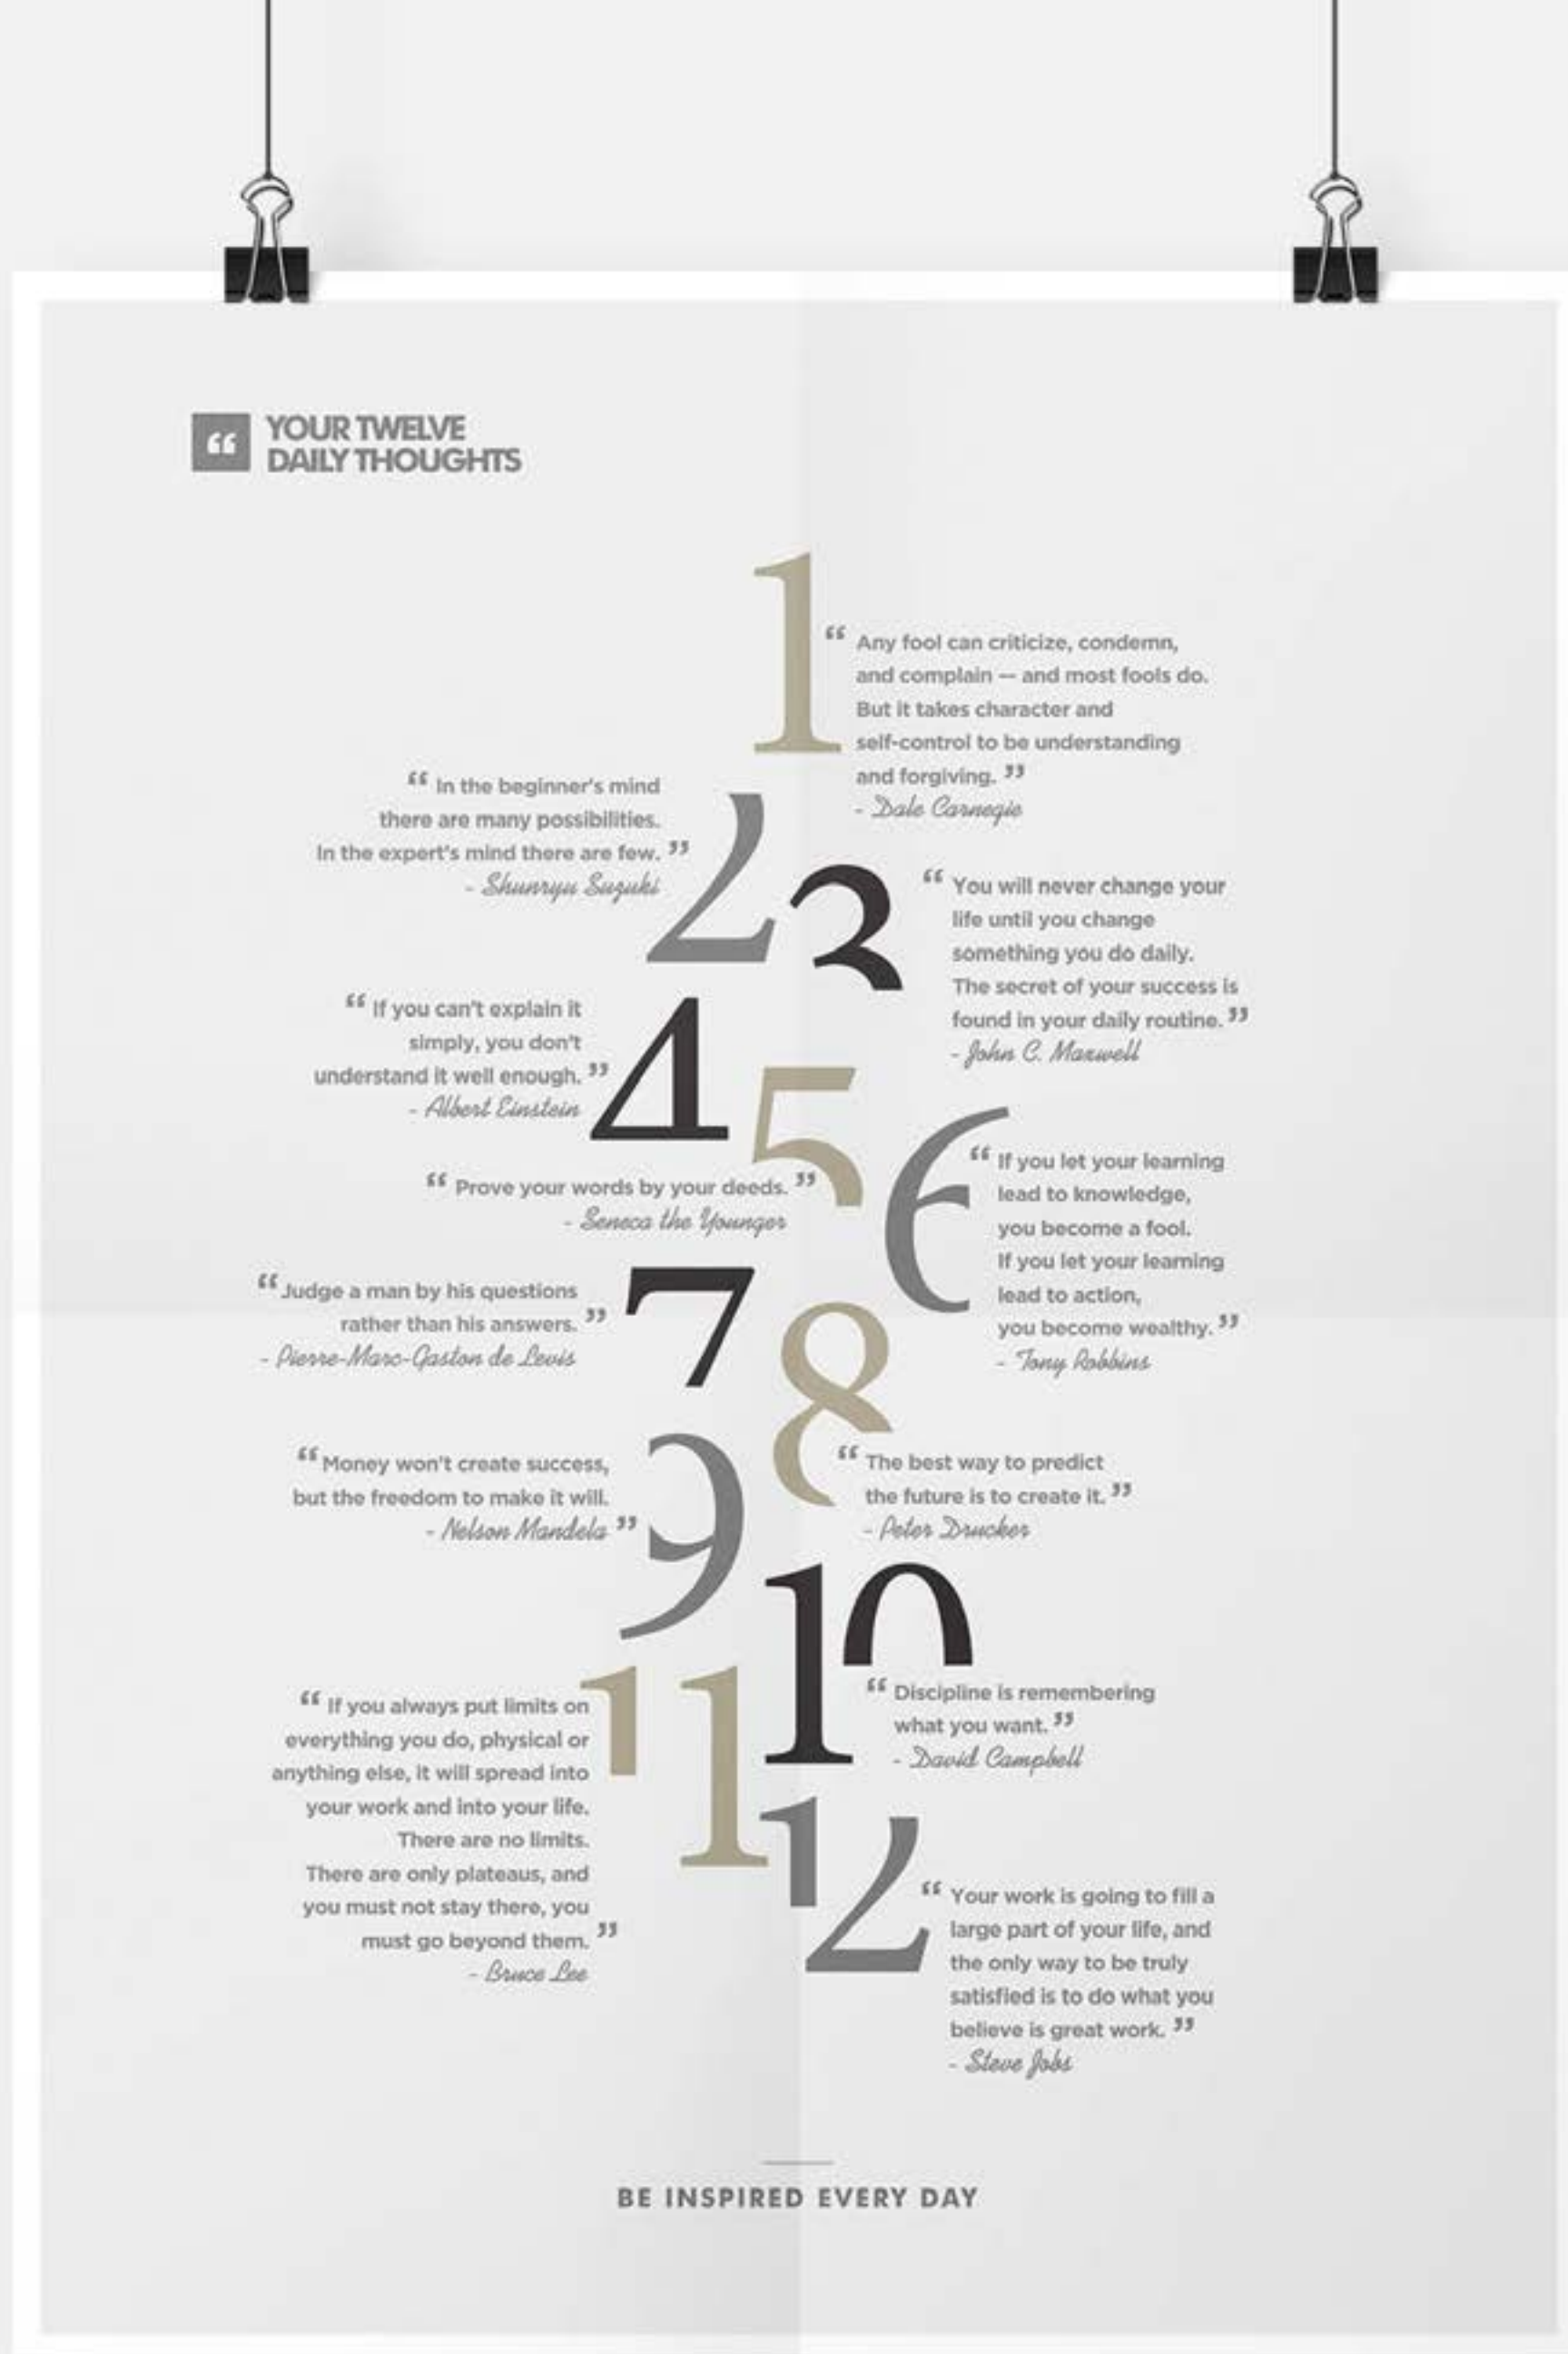 “ YOUR TWELVE
DAILY THOUGHTS
1
“ Any fool can criticize, condemn,
and complain — and most fools do.
But it takes character and
self-control to be understanding
and forgiving. ”
- Dale Carnegie
2
“ In the beginner's mind
there are many possibilities.
In the expert's mind there are few. ”
- Shunryu Suzuki
3
“ You will never change your
life until you change
something you do daily.
The secret of your success is
found in your daily routine. ”
- John C. Maxwell
4
“ If you can't explain it
simply, you don't
understand it well enough. ”
- Albert Einstein
5
“ Prove your words by your deeds. ”
- Seneca the Younger
6
“ If you let your learning
lead to knowledge,
you become a fool.
If you let your learning
lead to action,
you become wealthy. ”
- Tony Robbins
7
“ Judge a man by his questions
rather than his answers. ”
- Pierre-Marc-Gaston de Levis
8
“ The best way to predict
the future is to create it. ”
- Peter Drucker
9
“ Money won't create success,
but the freedom to make it will.
- Nelson Mandela ”
10
“ Discipline is remembering
what you want. ”
- David Campbell
11
“ If you always put limits on
everything you do, physical or
anything else, it will spread into
your work and into your life.
There are no limits.
There are only plateaus, and
you must not stay there, you
must go beyond them. ”
- Bruce Lee
12
“ Your work is going to fill a
large part of your life, and
the only way to be truly
satisfied is to do what you
believe is great work. ”
- Steve Jobs
BE INSPIRED EVERY DAY